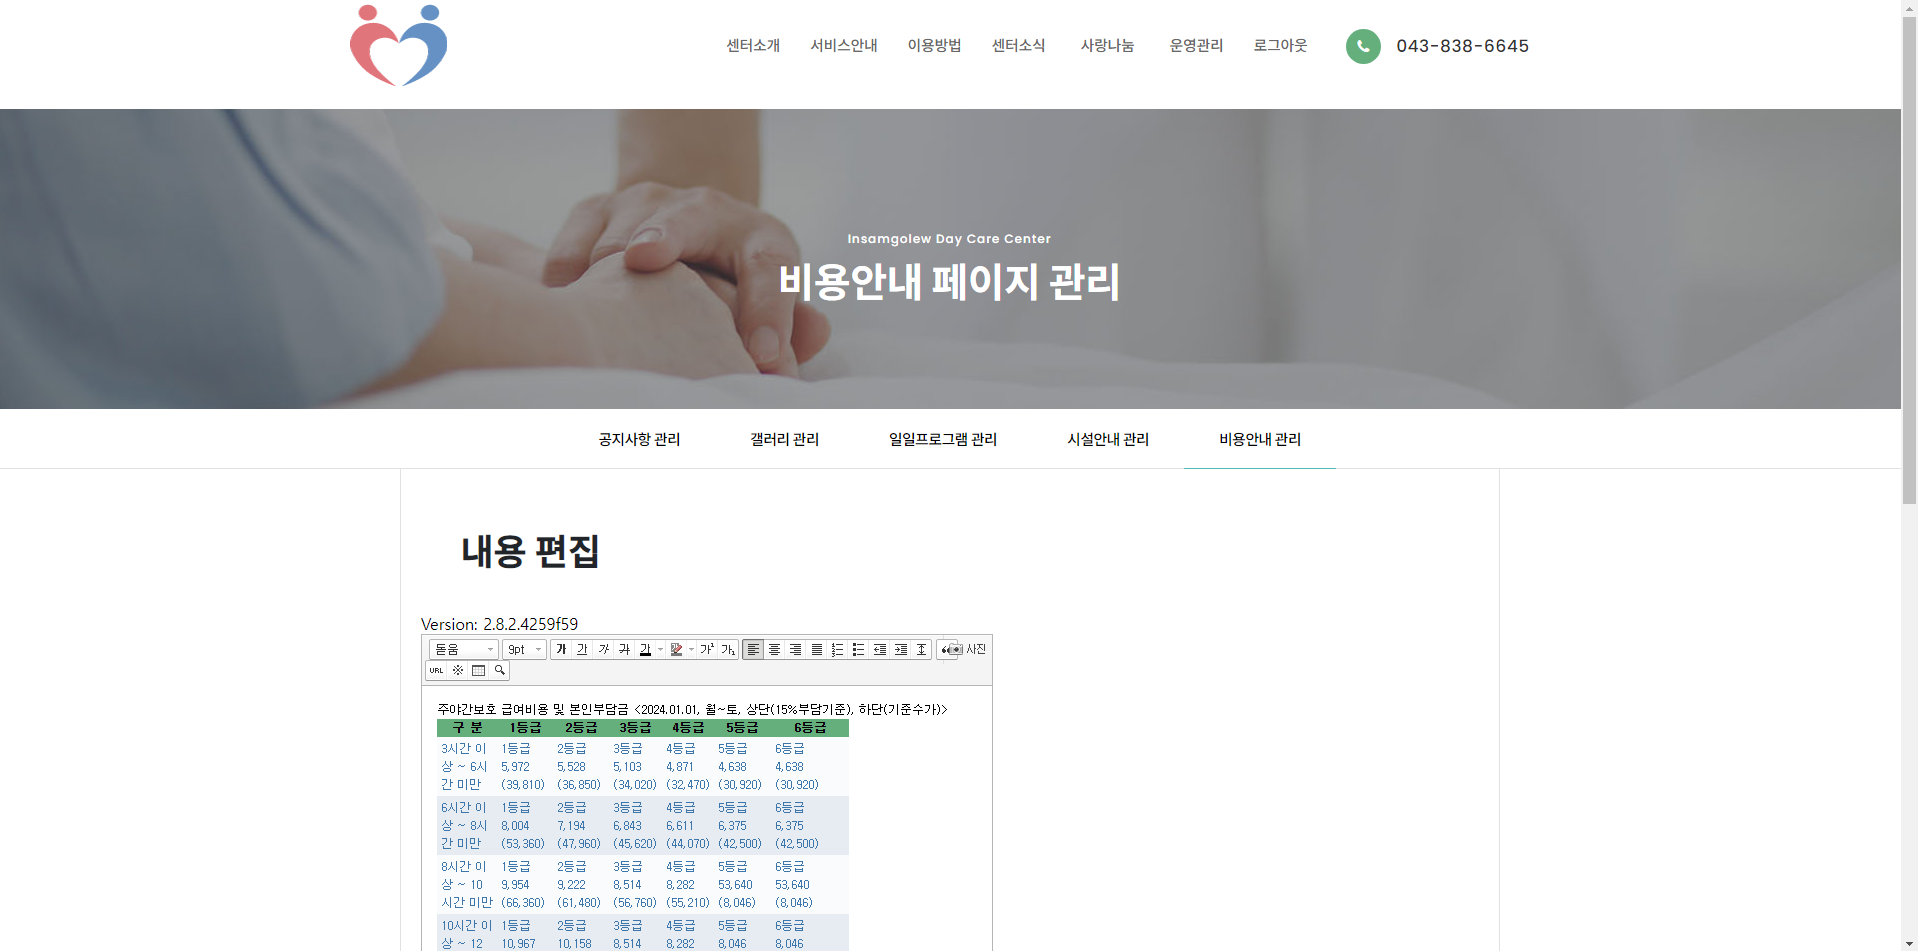 센터소개 서비스안내 이용방법 센터소식 사랑나눔 운영관리 로그아웃 043-838-6645
Insamgolew Day Care Center
비용안내 페이지 관리
공지사항 관리 갤러리 관리 일일프로그램 관리 시설안내 관리 비용안내 관리
내용 편집
Version: 2.8.2.4259f59
돋움 9pt 가 가 가 가 가 가² 가₂ 사진
URL ※
주야간보호 급여비용 및 본인부담금 <2024.01.01, 월~토, 상단(15%부담기준), 하단(기준수가)>
구 분 1등급 2등급 3등급 4등급 5등급 6등급
3시간 이 1등급 2등급 3등급 4등급 5등급 6등급
상 ~ 6시 5,972 5,528 5,103 4,871 4,638 4,638
간 미만 (39,810) (36,850) (34,020) (32,470) (30,920) (30,920)
6시간 이 1등급 2등급 3등급 4등급 5등급 6등급
상 ~ 8시 8,004 7,194 6,843 6,611 6,375 6,375
간 미만 (53,360) (47,960) (45,620) (44,070) (42,500) (42,500)
8시간 이 1등급 2등급 3등급 4등급 5등급 6등급
상 ~ 10 9,954 9,222 8,514 8,282 53,640 53,640
시간 미만 (66,360) (61,480) (56,760) (55,210) (8,046) (8,046)
10시간 이 1등급 2등급 3등급 4등급 5등급 6등급
상 ~ 12 10,967 10,158 8,514 8,282 8,046 8,046